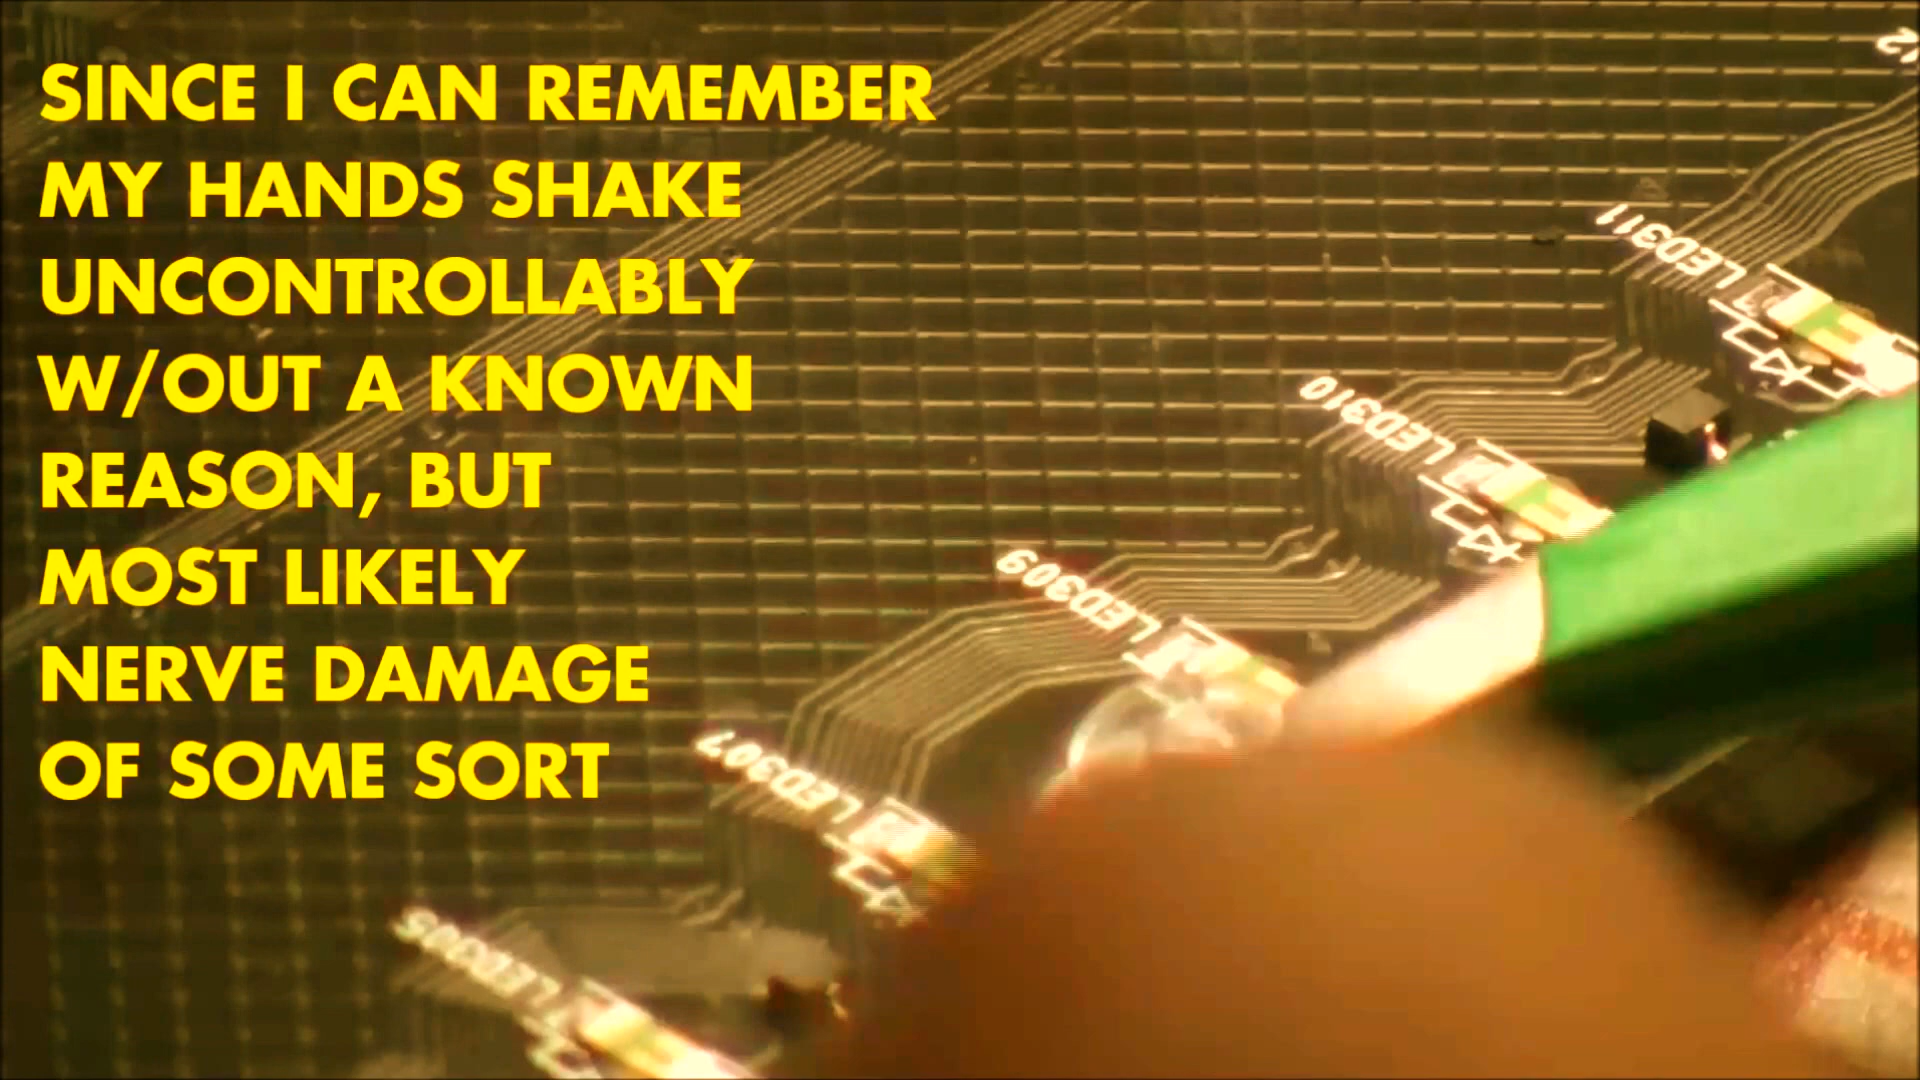 SINCE I CAN REMEMBER
MY HANDS SHAKE
UNCONTROLLABLY
W/OUT A KNOWN
REASON, BUT
MOST LIKELY
NERVE DAMAGE
OF SOME SORT
LED311
LED310
LED309
LED307
LED305